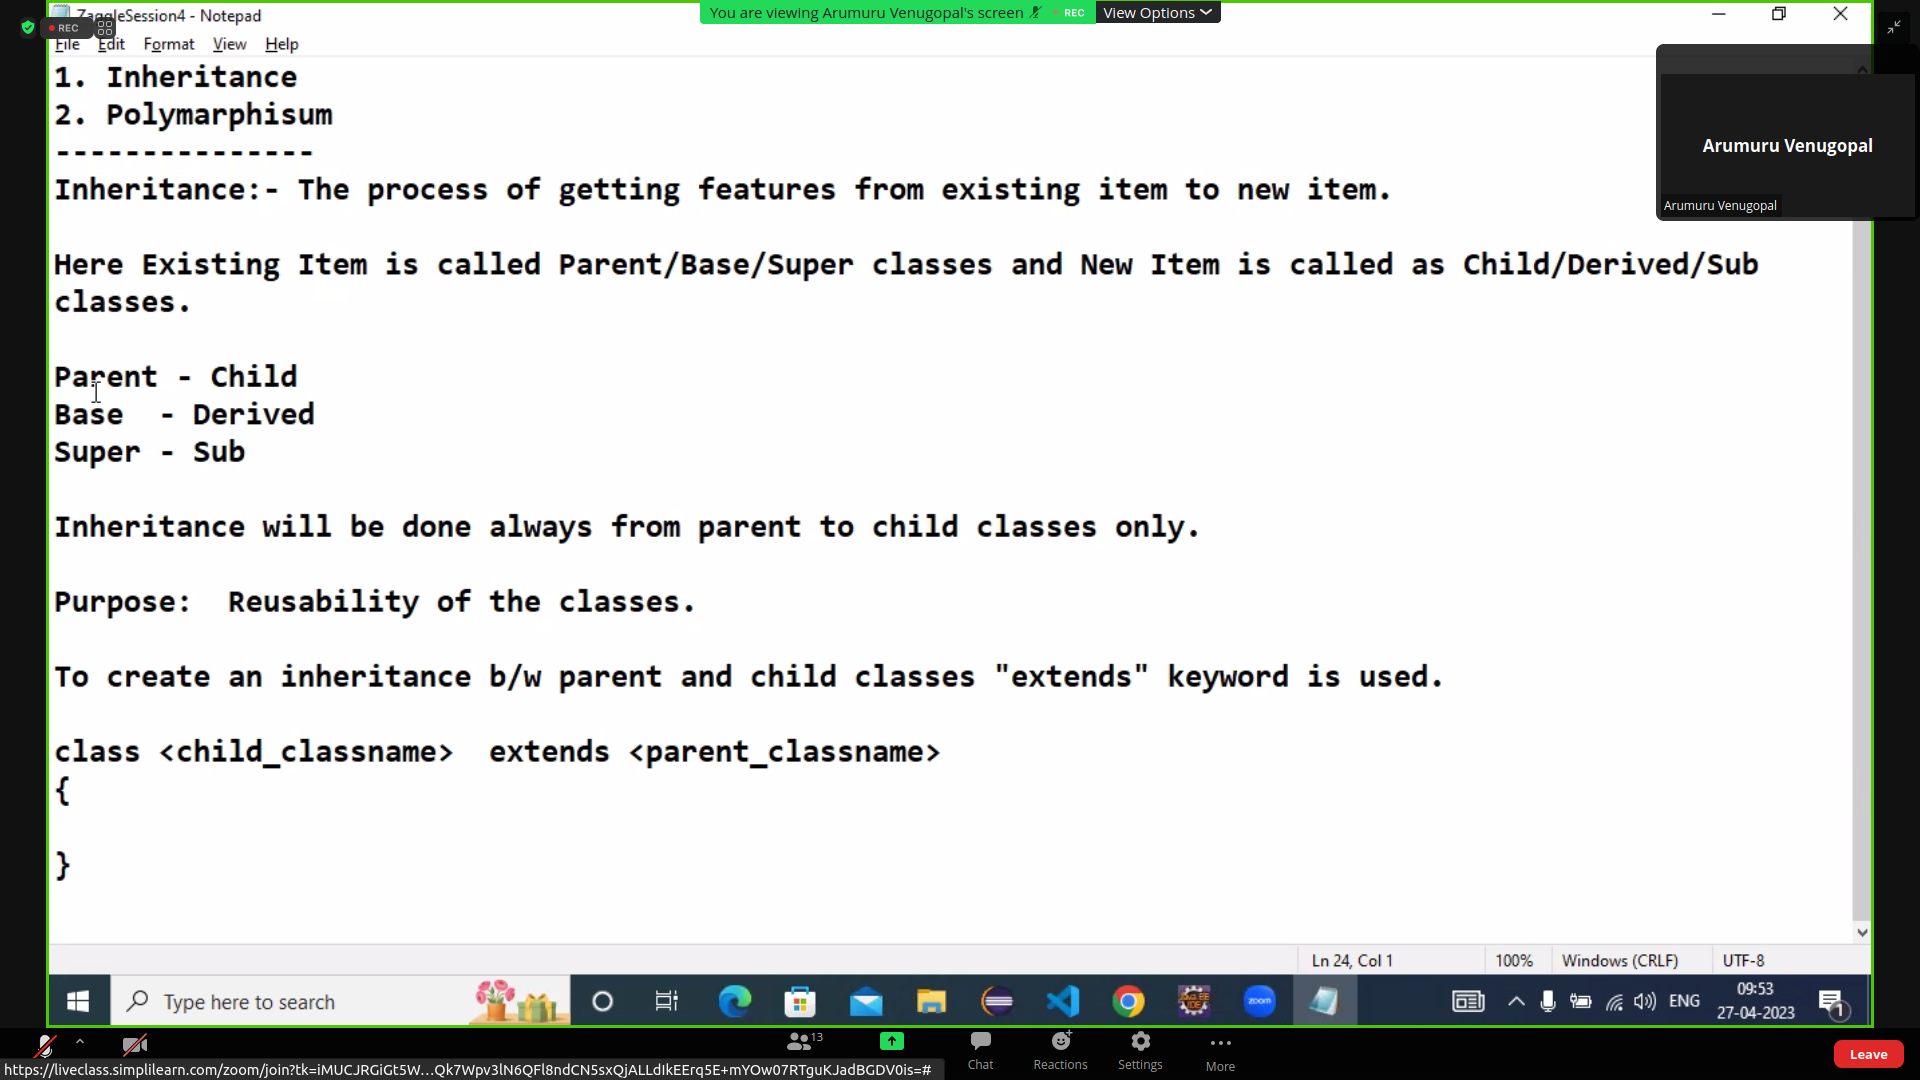 ZaggleSession4 - Notepad
You are viewing Arumuru Venugopal's screen REC View Options
REC
File Edit Format View Help
1. Inheritance
2. Polymarphisum
---------------
Inheritance:- The process of getting features from existing item to new item.
Here Existing Item is called Parent/Base/Super classes and New Item is called as Child/Derived/Sub
classes.
Parent - Child
Base  - Derived
Super - Sub
Inheritance will be done always from parent to child classes only.
Purpose:  Reusability of the classes.
To create an inheritance b/w parent and child classes "extends" keyword is used.
class <child_classname>  extends <parent_classname>
{
}
Arumuru Venugopal
Arumuru Venugopal
Ln 24, Col 1 100% Windows (CRLF) UTF-8
Type here to search
zoom
ENG
09:53
27-04-2023
1
13
Chat Reactions Settings More
Leave
https://liveclass.simplilearn.com/zoom/join?tk=iMUCJRGiGt5W…Qk7Wpv3lN6QFl8ndCN5sxQjALLdIkEErq5E+mYOw07RTguKJadBGDV0is=#